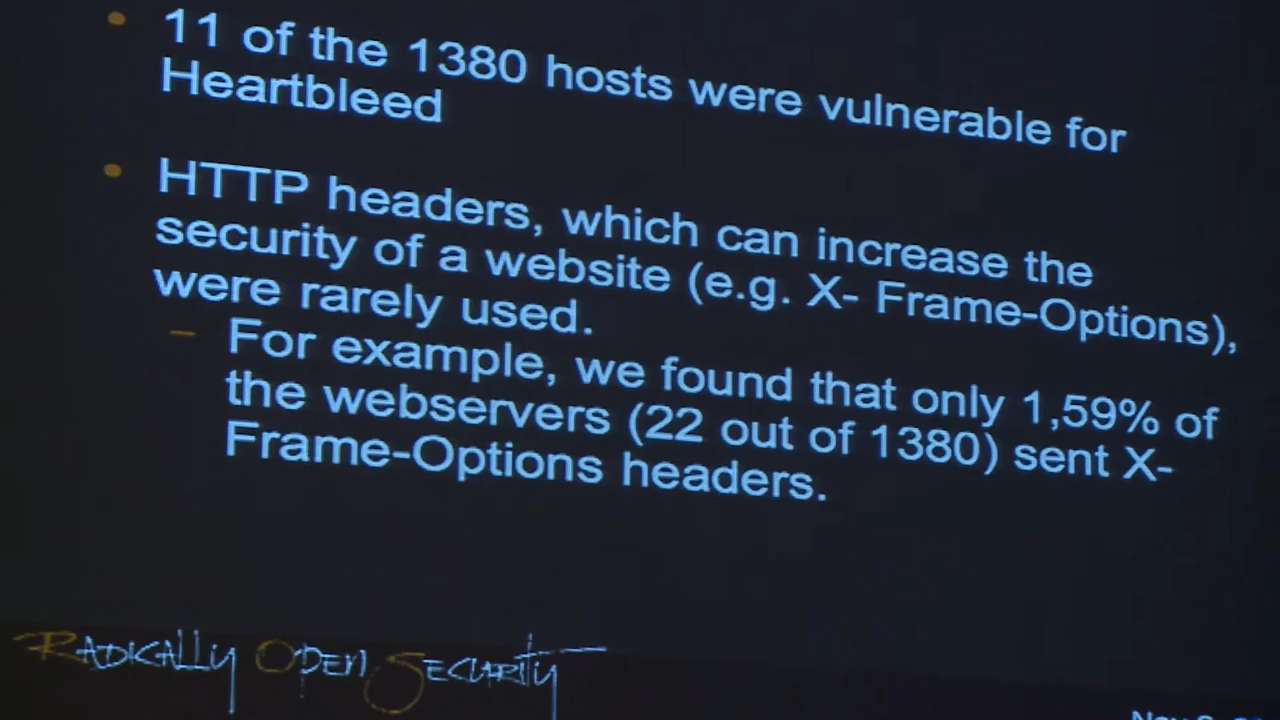 11 of the 1380 hosts were vulnerable for
Heartbleed
HTTP headers, which can increase the
security of a website (e.g. X- Frame-Options),
were rarely used.
– For example, we found that only 1,59% of
the webservers (22 out of 1380) sent X-
Frame-Options headers.
RADICALLY OPEN SECURITY